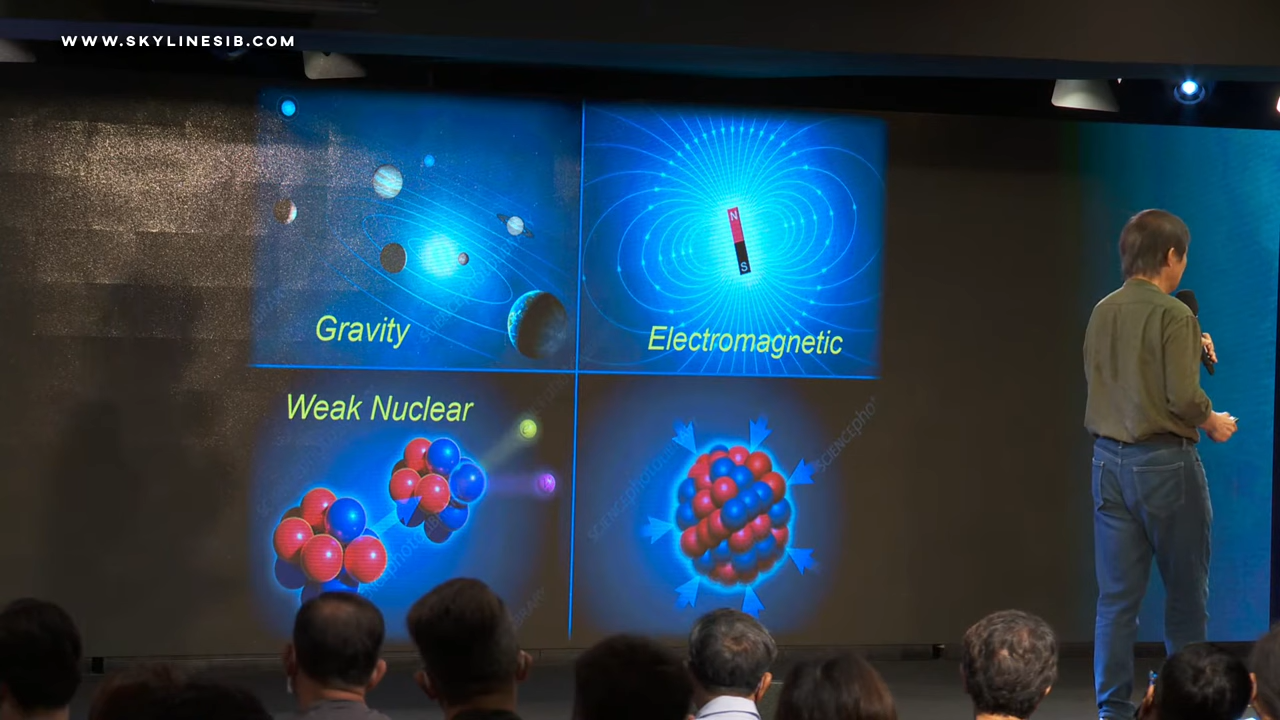 WWW.SKYLINESIB.COM
N
S
Gravity
Electromagnetic
Weak Nuclear